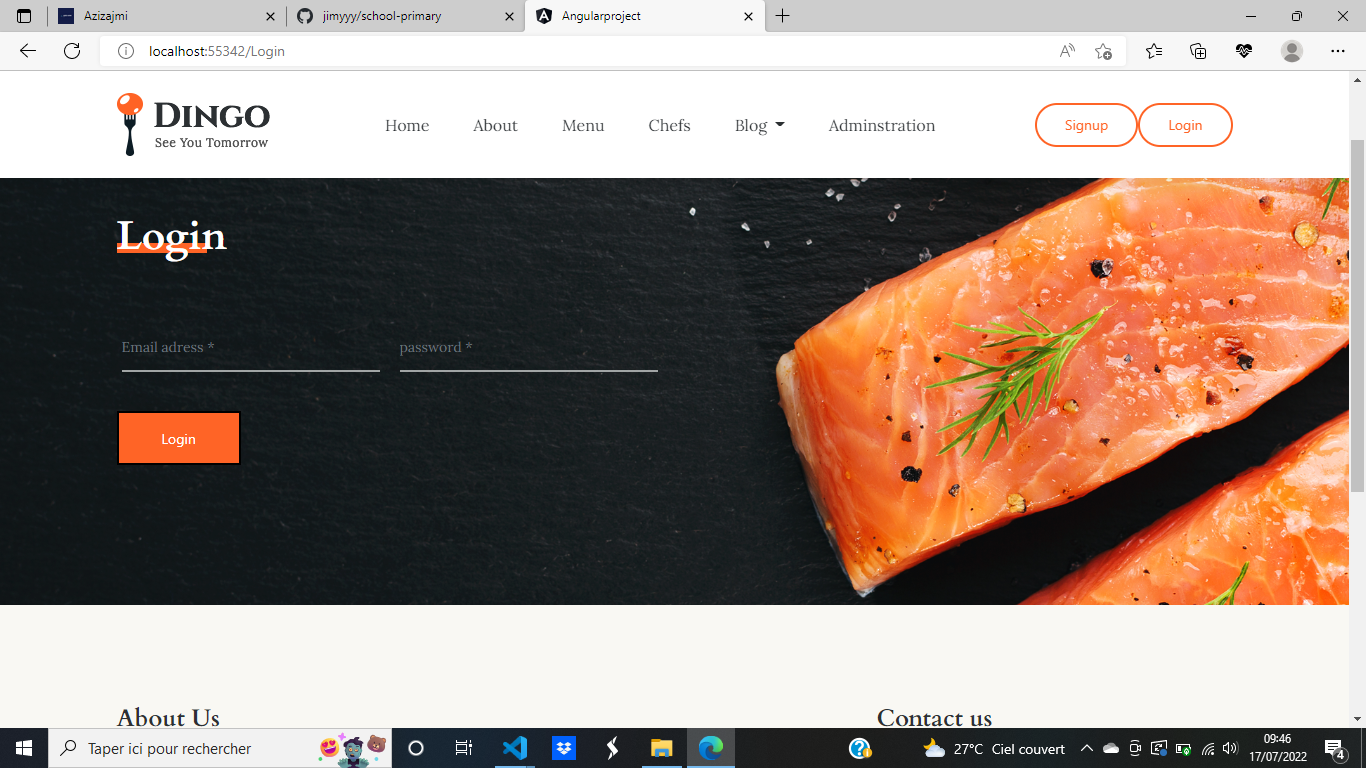 Azizajmi
jimyyy/school-primary
Angularproject
localhost:55342/Login
DINGO
See You Tomorrow
Home
About
Menu
Chefs
Blog
Adminstration
Signup
Login
Login
Email adress *
password *
Login
About Us
Contact us
Taper ici pour rechercher
27°C Ciel couvert
09:46
17/07/2022
4